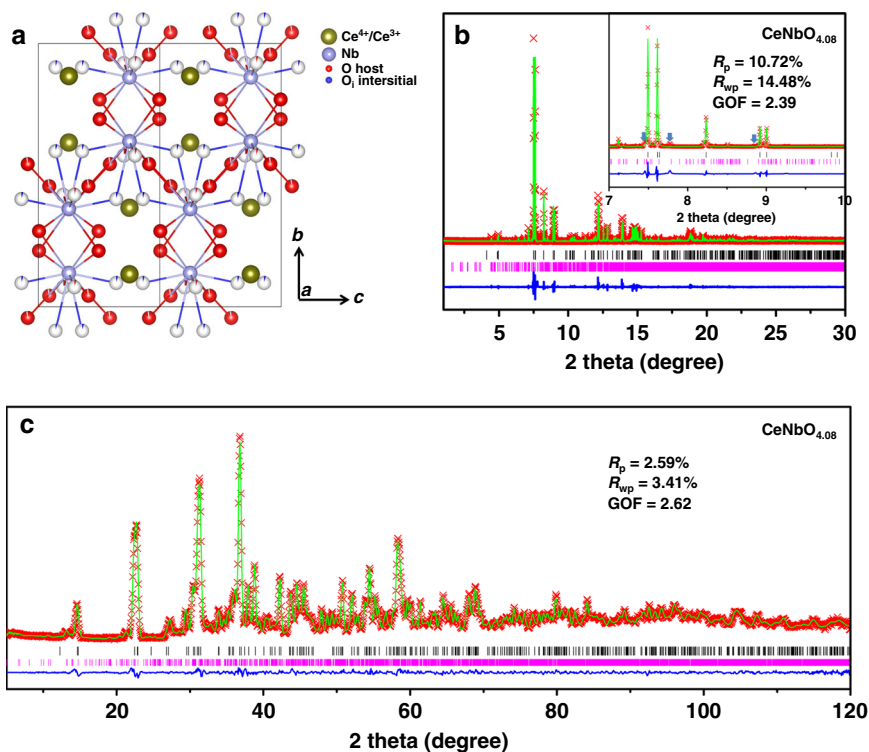 a
Ce4+/Ce3+
Nb
O host
Oi intersitial
b
a
c
b
CeNbO4.08
Rp = 10.72%
Rwp = 14.48%
GOF = 2.39
7 8 9 10
2 theta (degree)
5 10 15 20 25 30
2 theta (degree)
c
CeNbO4.08
Rp = 2.59%
Rwp = 3.41%
GOF = 2.62
20 40 60 80 100 120
2 theta (degree)